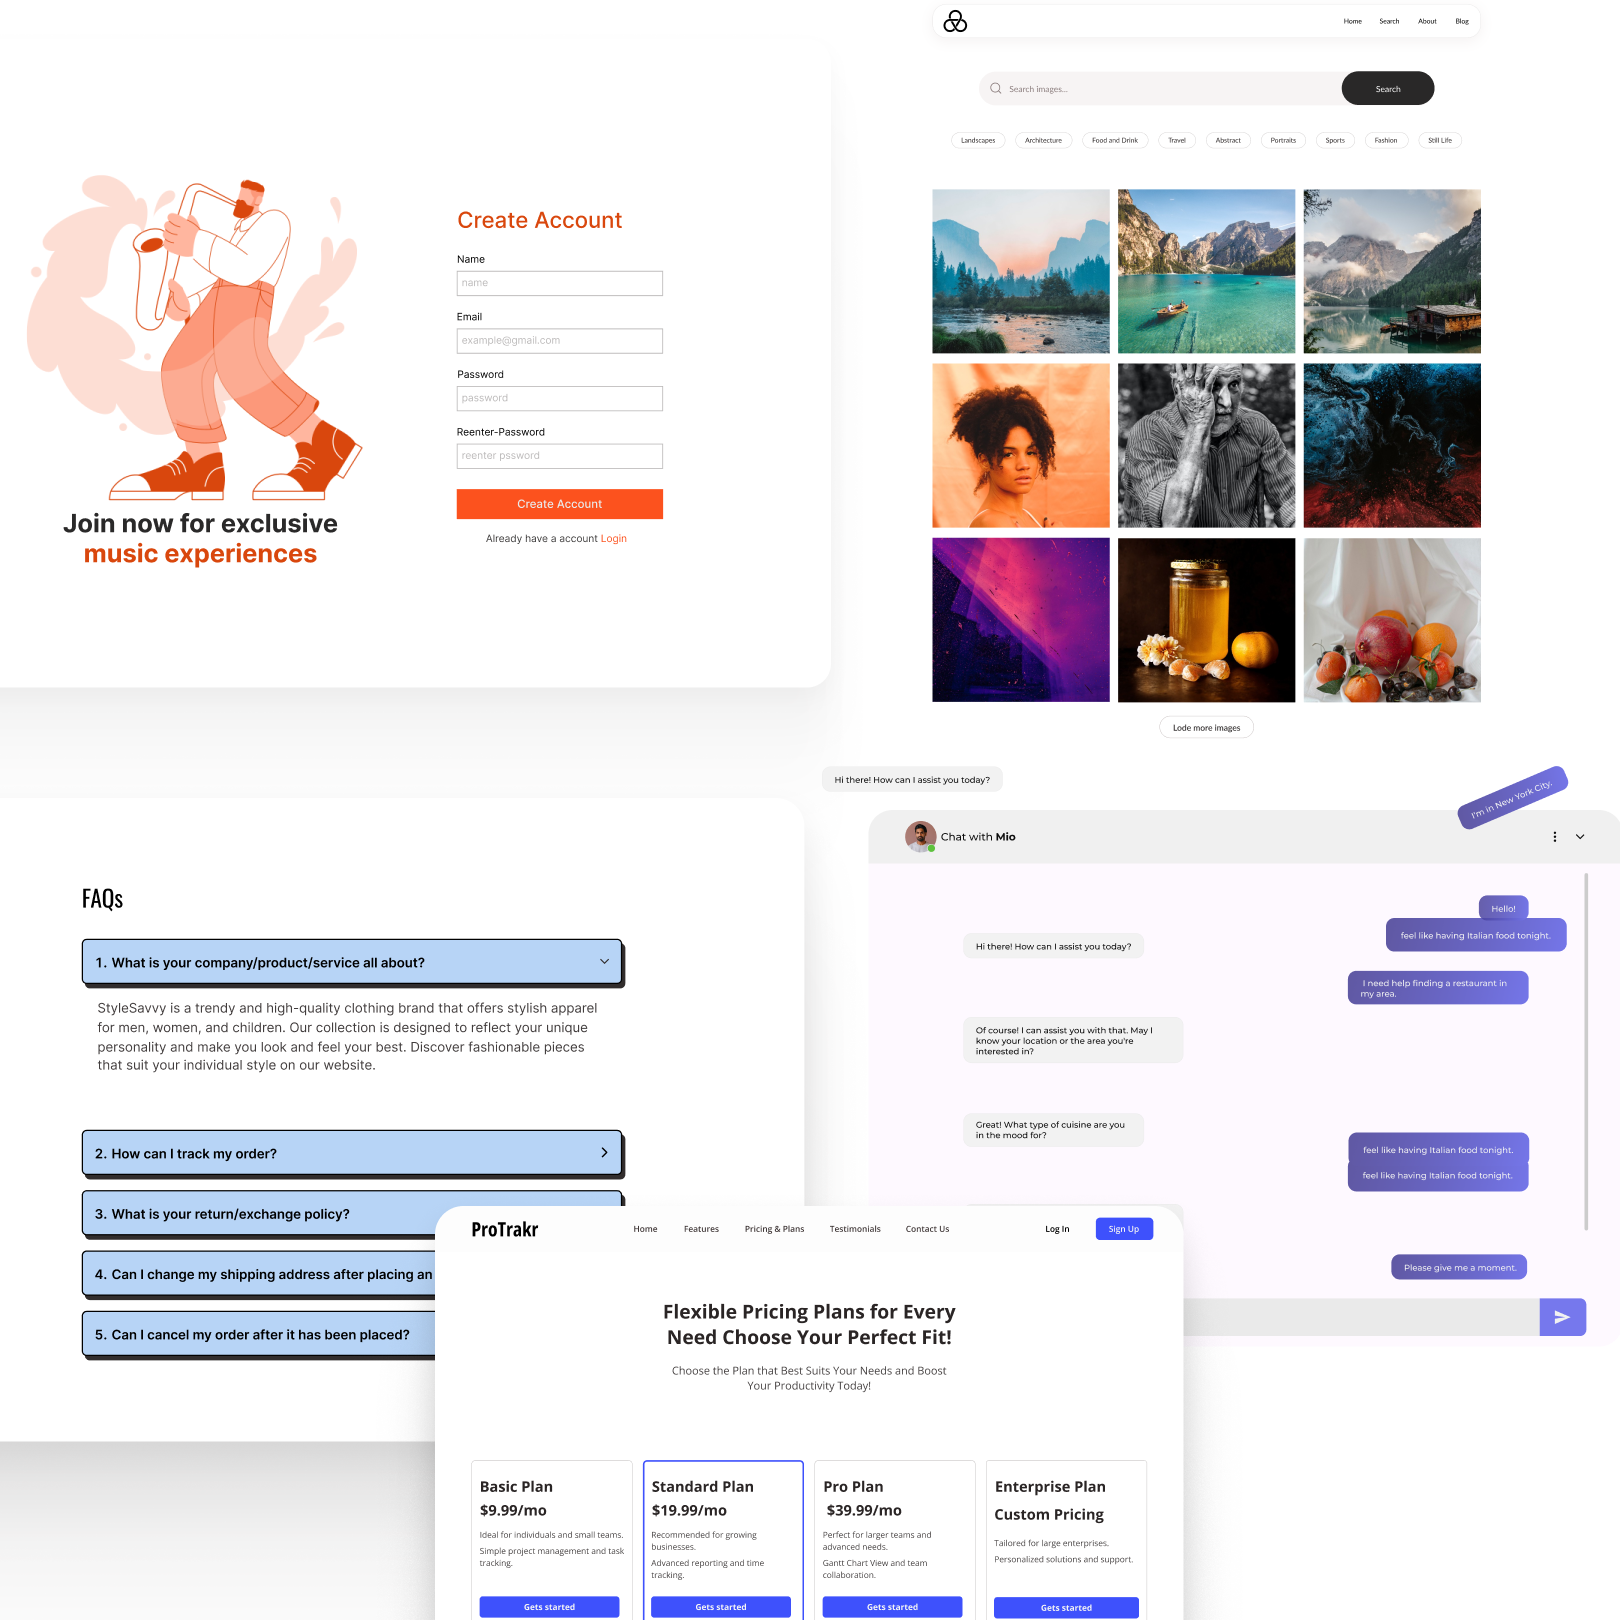 Create Account
Name
name
Email
example@gmail.com
Password
password
Reenter-Password
reenter pssword
Create Account
Already have a account Login
Join now for exclusive
music experiences
Home Search About Blog
Search images...
Search
Landscapes Architecture Food and Drink Travel Abstract Portraits Sports Fashion Still Life
Lode more images
FAQs
1. What is your company/product/service all about?
StyleSavvy is a trendy and high-quality clothing brand that offers stylish apparel
for men, women, and children. Our collection is designed to reflect your unique
personality and make you look and feel your best. Discover fashionable pieces
that suit your individual style on our website.
2. How can I track my order?
3. What is your return/exchange policy?
4. Can I change my shipping address after placing an
5. Can I cancel my order after it has been placed?
Hi there! How can I assist you today?
I'm in New York City.
Chat with Mio
Hello!
feel like having Italian food tonight.
Hi there! How can I assist you today?
I need help finding a restaurant in
my area.
Of course! I can assist you with that. May I
know your location or the area you're
interested in?
Great! What type of cuisine are you
in the mood for?
feel like having Italian food tonight.
feel like having Italian food tonight.
Please give me a moment.
ProTrakr
Home Features Pricing & Plans Testimonials Contact Us
Log In
Sign Up
Flexible Pricing Plans for Every
Need Choose Your Perfect Fit!
Choose the Plan that Best Suits Your Needs and Boost
Your Productivity Today!
Basic Plan
$9.99/mo
Ideal for individuals and small teams.
Simple project management and task
tracking.
Gets started
Standard Plan
$19.99/mo
Recommended for growing
businesses.
Advanced reporting and time
tracking.
Gets started
Pro Plan
$39.99/mo
Perfect for larger teams and
advanced needs.
Gantt Chart View and team
collaboration.
Gets started
Enterprise Plan
Custom Pricing
Tailored for large enterprises.
Personalized solutions and support.
Gets started